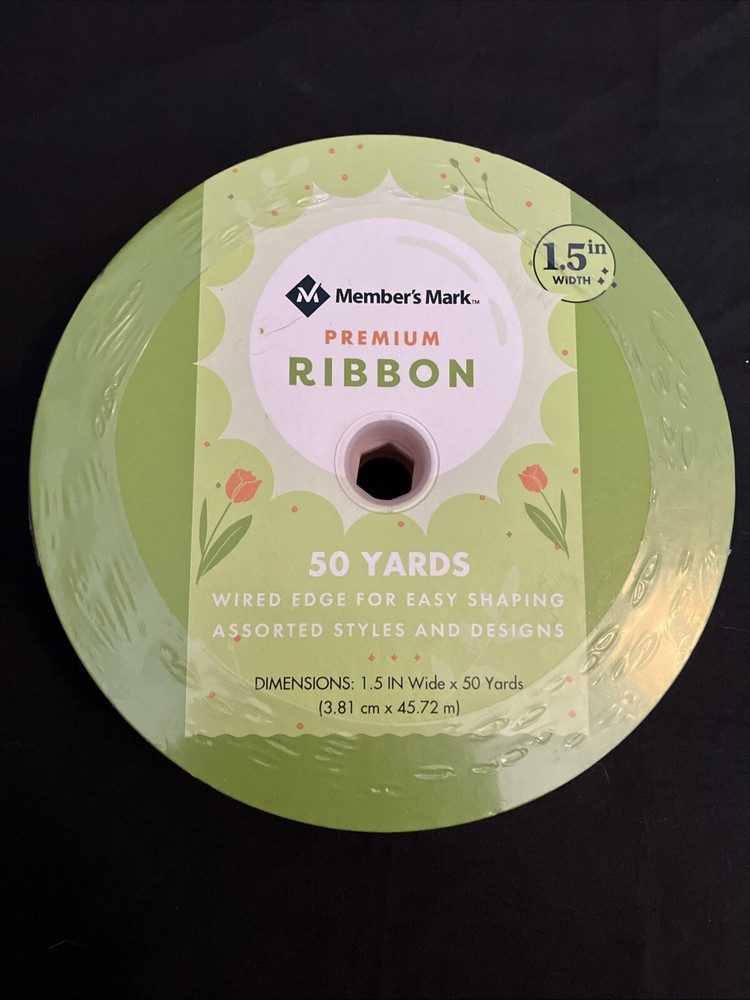 1.5in
WIDTH
Member's Mark™
PREMIUM
RIBBON
50 YARDS
WIRED EDGE FOR EASY SHAPING
ASSORTED STYLES AND DESIGNS
DIMENSIONS: 1.5 IN Wide x 50 Yards
(3.81 cm x 45.72 m)